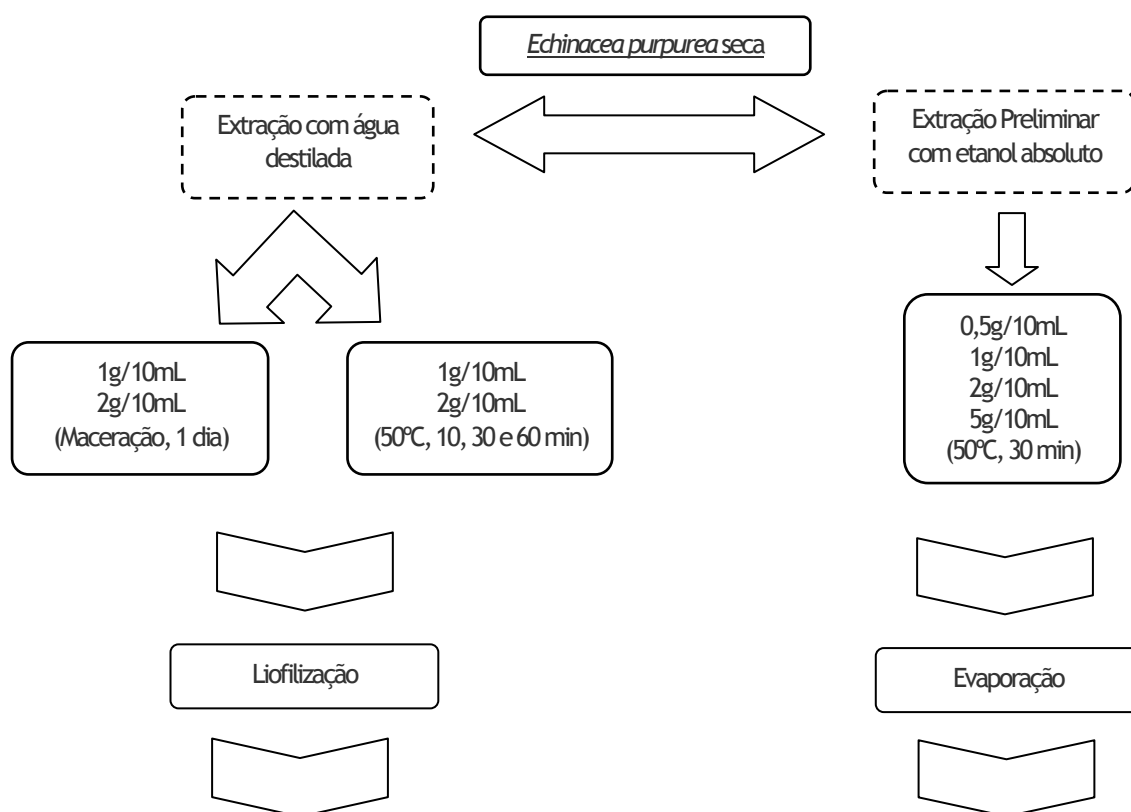 Echinacea purpurea seca
Extração com água
destilada
Extração Preliminar
com etanol absoluto
1g/10mL
2g/10mL
(Maceração, 1 dia)
1g/10mL
2g/10mL
(50ºC, 10, 30 e 60 min)
0,5g/10mL
1g/10mL
2g/10mL
5g/10mL
(50ºC, 30 min)
Liofilização
Evaporação